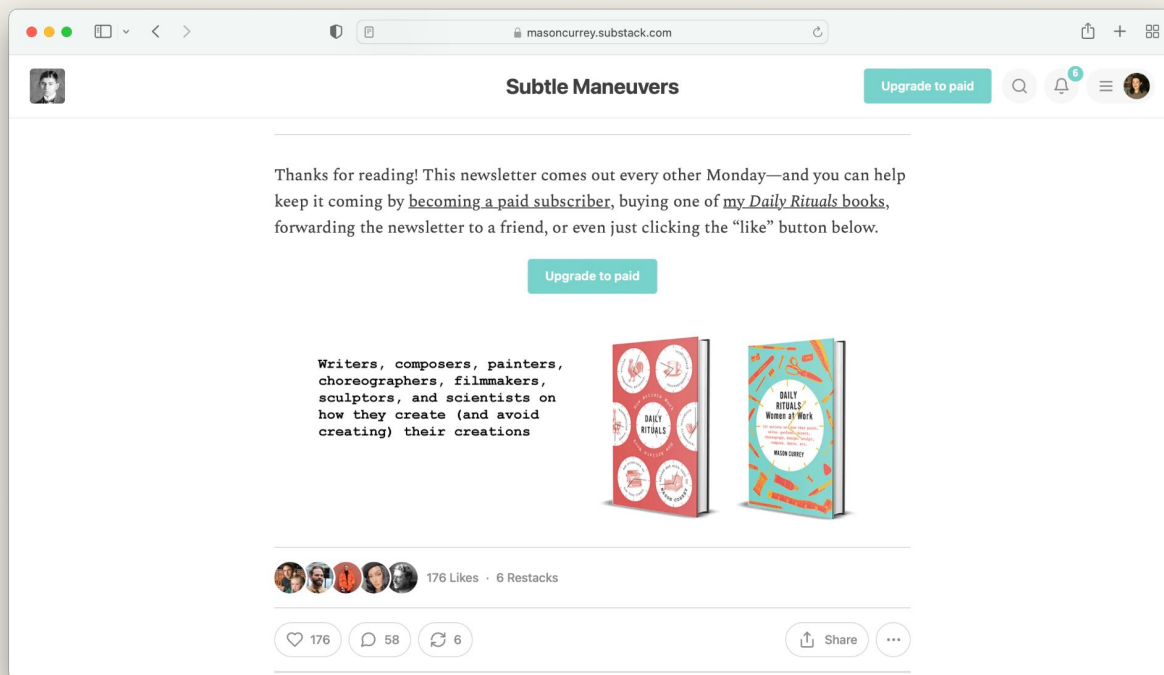 masoncurrey.substack.com
Subtle Maneuvers
Upgrade to paid
6
Thanks for reading! This newsletter comes out every other Monday—and you can help
keep it coming by becoming a paid subscriber, buying one of my Daily Rituals books,
forwarding the newsletter to a friend, or even just clicking the “like” button below.
Upgrade to paid
Writers, composers, painters,
choreographers, filmmakers,
sculptors, and scientists on
how they create (and avoid
creating) their creations
DAILY
RITUALS
MASON CURREY
DAILY
RITUALS
Women at Work
MASON CURREY
176 Likes · 6 Restacks
176
58
6
Share